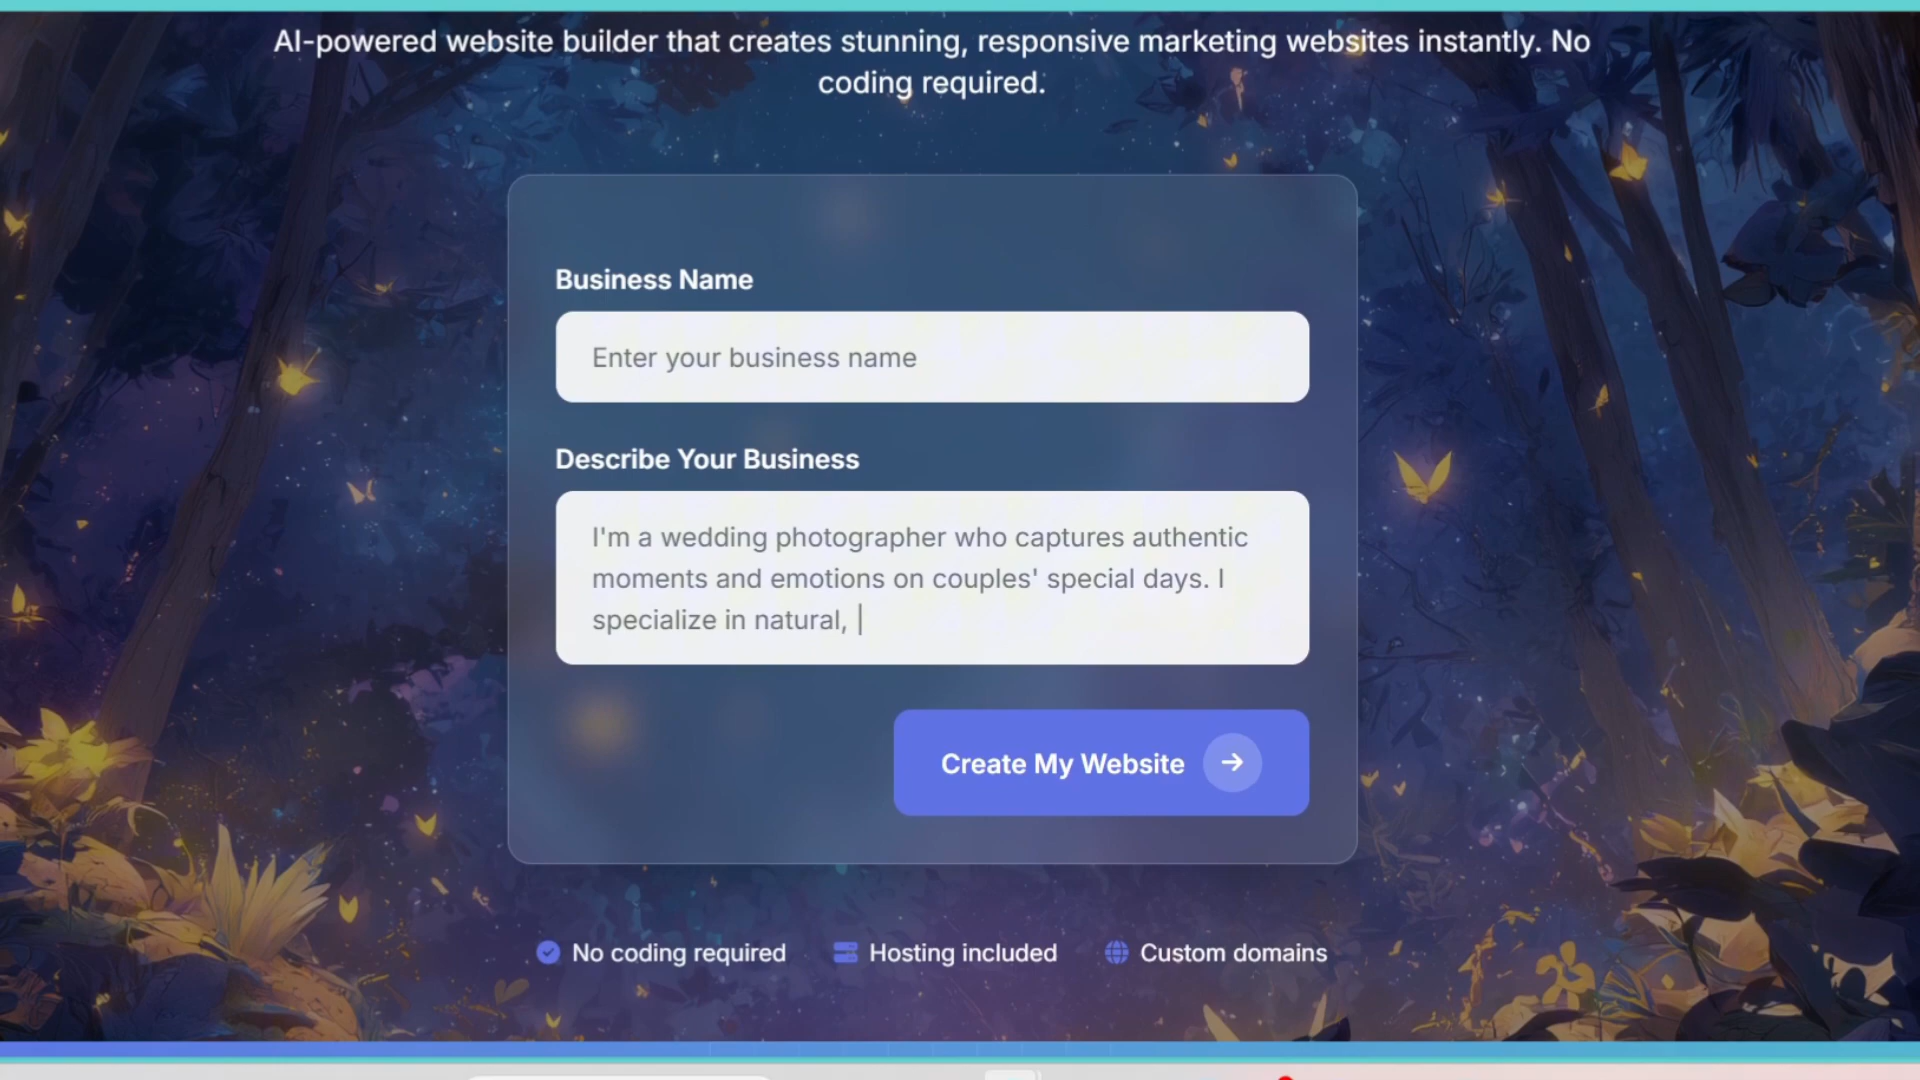 AI-powered website builder that creates stunning, responsive marketing websites instantly. No
coding required.
Business Name
Enter your business name
Describe Your Business
I'm a wedding photographer who captures authentic
moments and emotions on couples' special days. I
specialize in natural,
Create My Website
No coding required
Hosting included
Custom domains